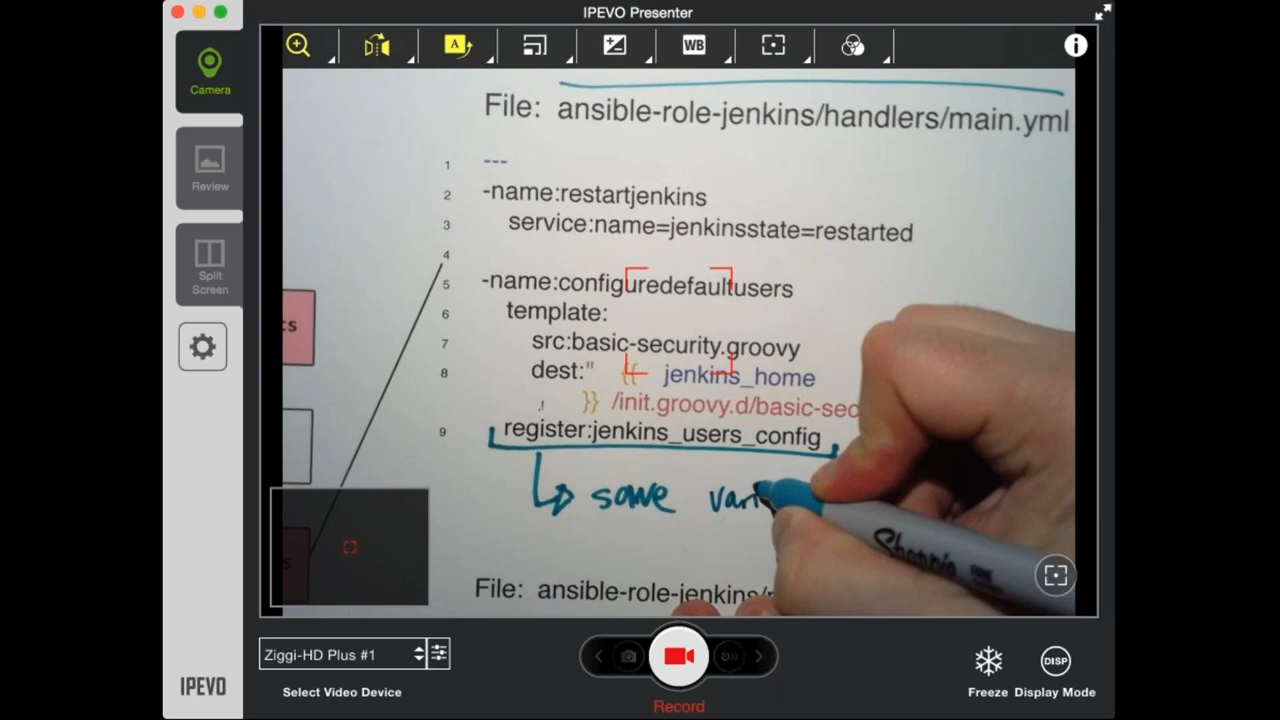 IPEVO Presenter
Camera
Review
Split
Screen
A
WB
File: ansible-role-jenkins/handlers/main.yml
1 ---
2 -name:restartjenkins
3 service:name=jenkinsstate=restarted
4
5 -name:configuredefaultusers
6 template:
7 src:basic-security.groovy
8 dest:" {{ jenkins_home
}} /init.groovy.d/basic-sec
9 register:jenkins_users_config
save vari
File: ansible-role-jenkins/
Sharpie
Ziggi-HD Plus #1
Select Video Device
IPEVO
Record
Freeze
DISP
Display Mode